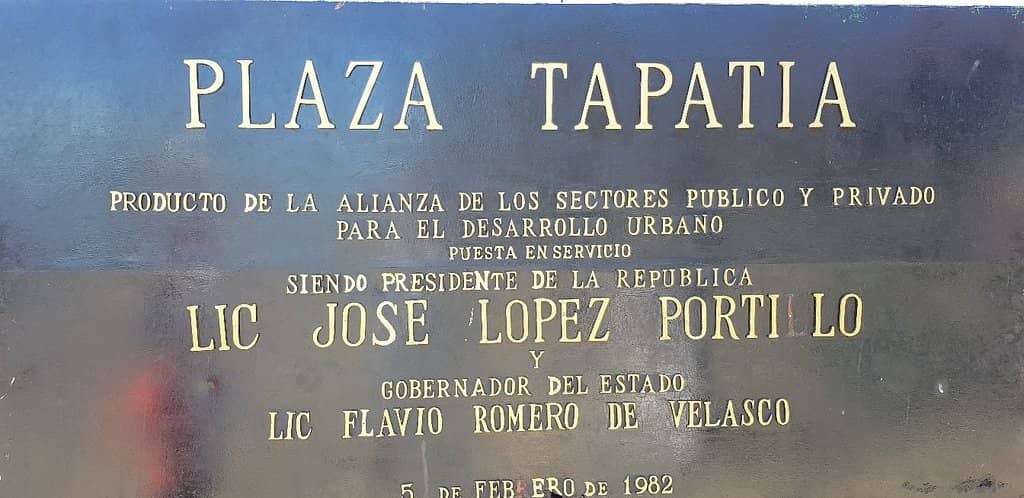 PLAZA TAPATIA
PRODUCTO DE LA ALIANZA DE LOS SECTORES PUBLICO Y PRIVADO
PARA EL DESARROLLO URBANO
PUESTA EN SERVICIO
SIENDO PRESIDENTE DE LA REPUBLICA
LIC JOSE LOPEZ PORTILLO
Y
GOBERNADOR DEL ESTADO
LIC FLAVIO ROMERO DE VELASCO
5 DE FEBRERO DE 1982